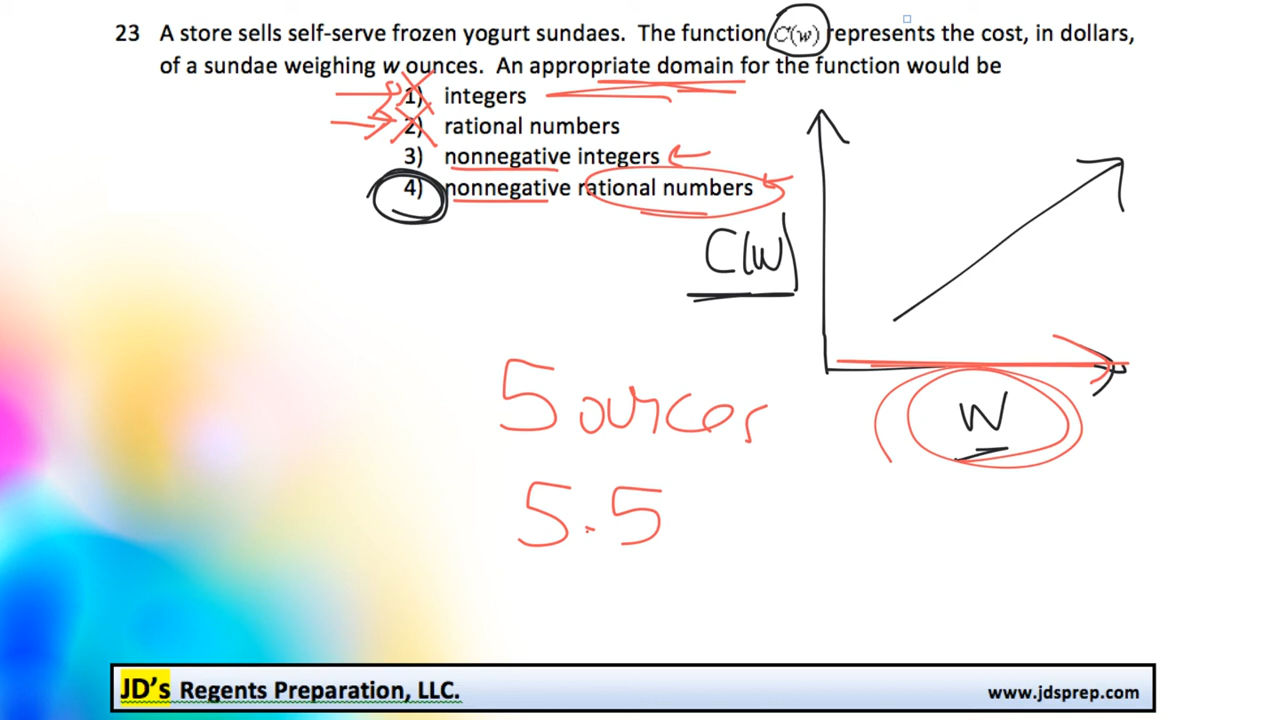 23 A store sells self-serve frozen yogurt sundaes. The function C(w) represents the cost, in dollars,
of a sundae weighing w ounces. An appropriate domain for the function would be
1) integers
2) rational numbers
3) nonnegative integers
4) nonnegative rational numbers
C(W)
5 ounces
W
5.5
JD's Regents Preparation, LLC.
www.jdsprep.com